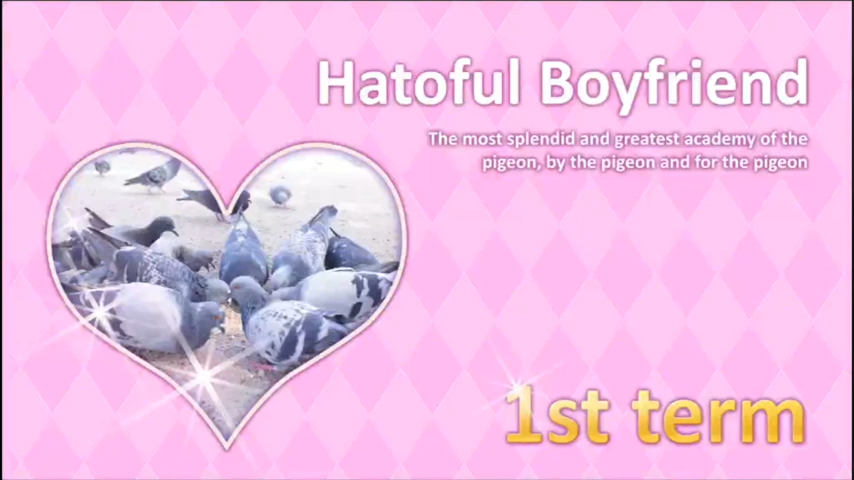 Hatoful Boyfriend
The most splendid and greatest academy of the
pigeon, by the pigeon and for the pigeon
1st term